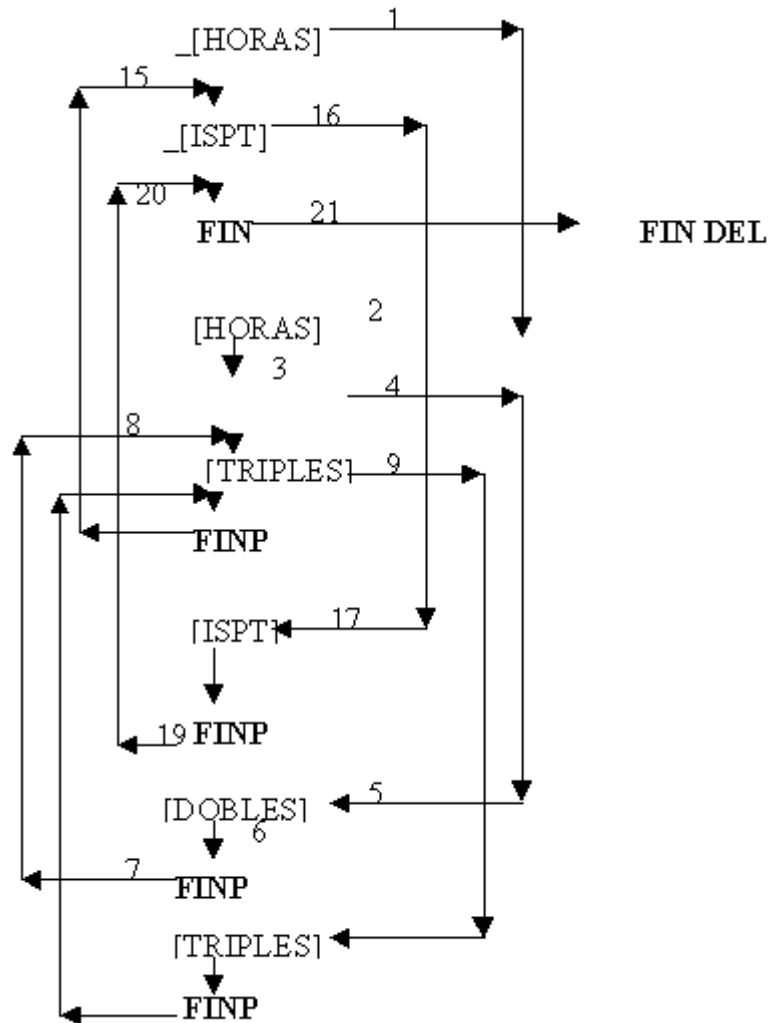 1
_[HORAS]
15
_[ISPT] 16
20
FIN 21 FIN DEL
2
[HORAS]
3
4
8
[TRIPLES] 9
FINP
[ISPT] 17
19 FINP
5
[DOBLES]
6
7 FINP
[TRIPLES]
FINP